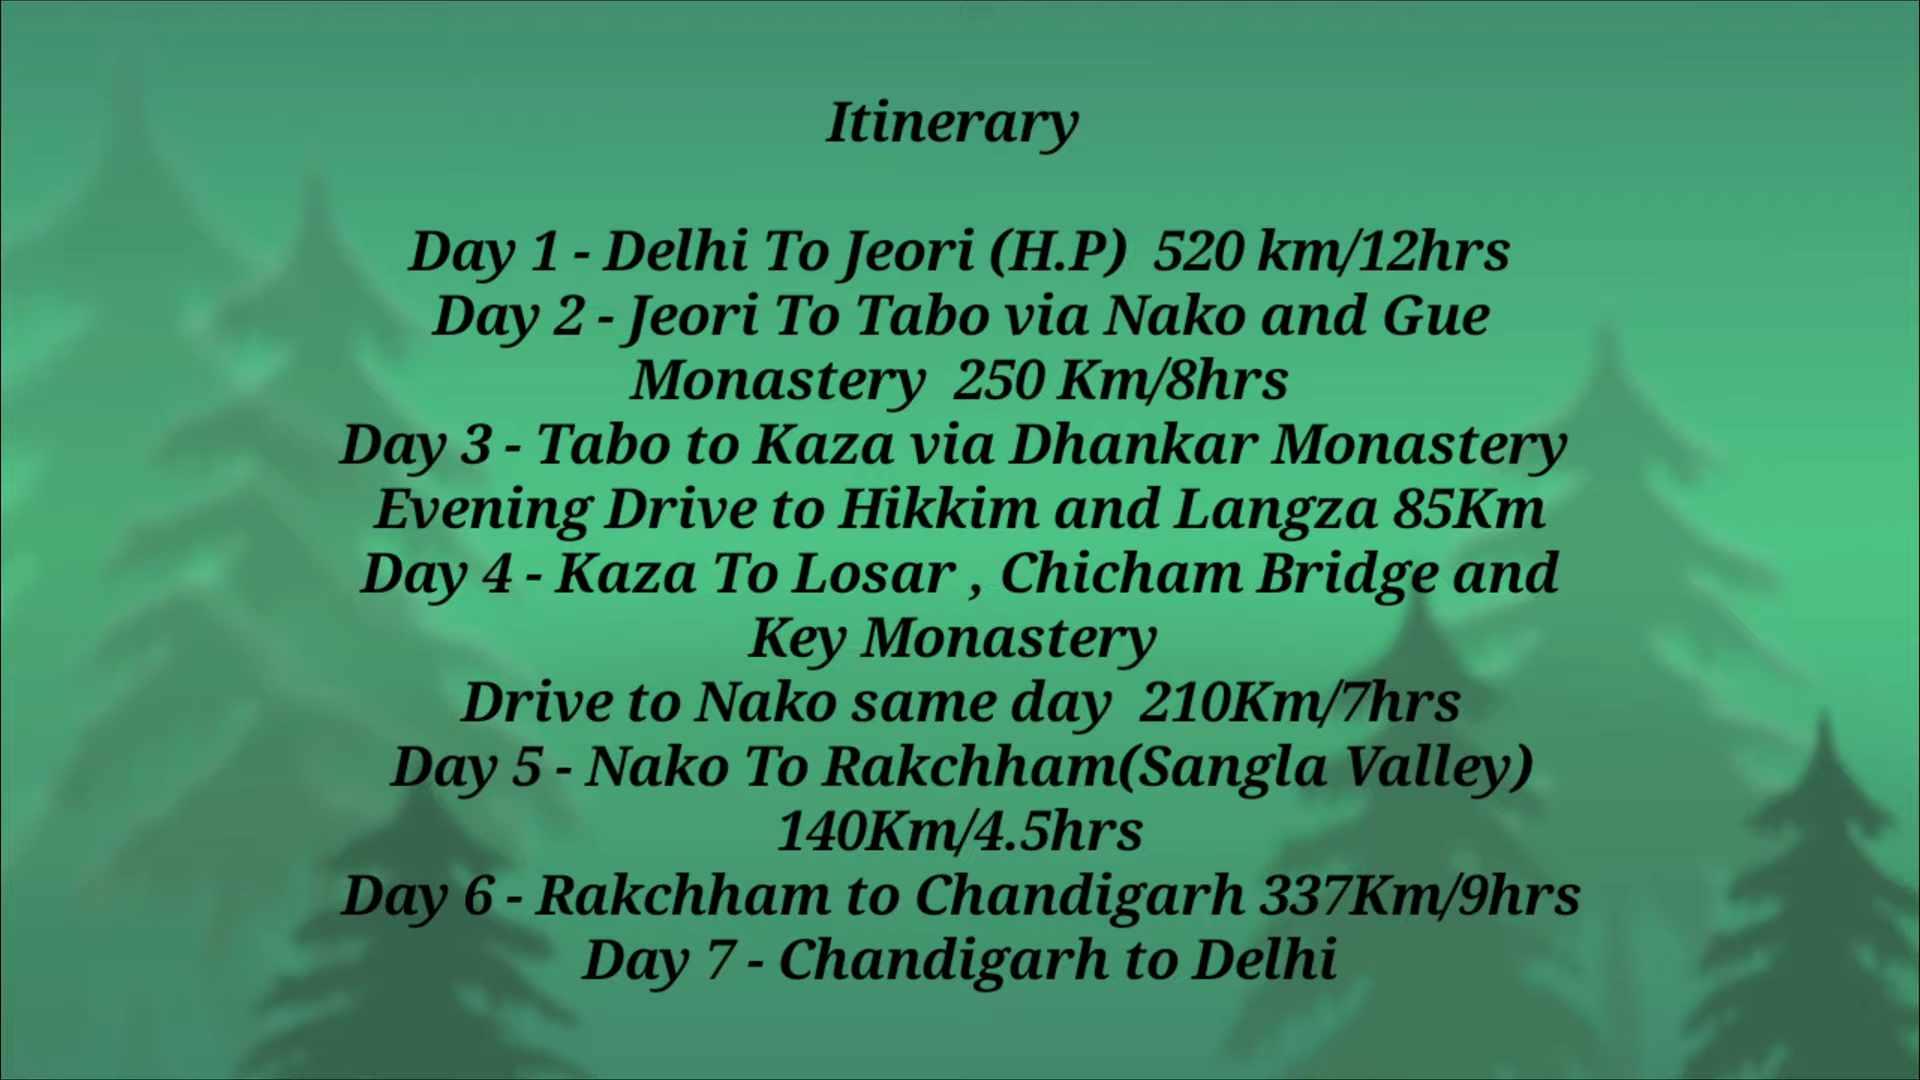 Itinerary
Day 1 - Delhi To Jeori (H.P)  520 km/12hrs
Day 2 - Jeori To Tabo via Nako and Gue
Monastery  250 Km/8hrs
Day 3 - Tabo to Kaza via Dhankar Monastery
Evening Drive to Hikkim and Langza 85Km
Day 4 - Kaza To Losar , Chicham Bridge and
Key Monastery
Drive to Nako same day  210Km/7hrs
Day 5 - Nako To Rakchham(Sangla Valley)
140Km/4.5hrs
Day 6 - Rakchham to Chandigarh 337Km/9hrs
Day 7 - Chandigarh to Delhi